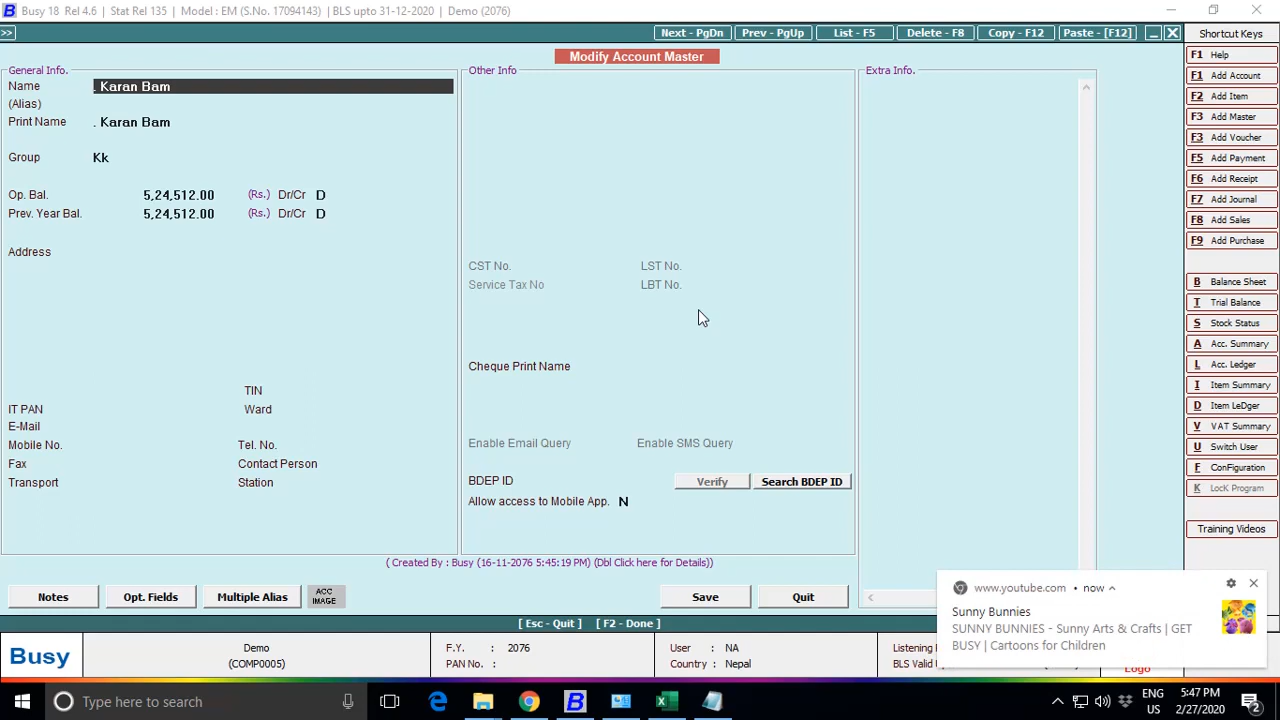 Busy 18 Rel 4.6 | Stat Rel 135 | Model : EM (S.No. 17094143) | BLS upto 31-12-2020 | Demo (2076)
>> Next - PgDn Prev - PgUp List - F5 Delete - F8 Copy - F12 Paste - [F12] Shortcut Keys
Modify Account Master
General Info. Other Info Extra Info.
Name . Karan Bam
(Alias)
Print Name . Karan Bam
Group Kk
Op. Bal. 5,24,512.00 (Rs.) Dr/Cr D
Prev. Year Bal. 5,24,512.00 (Rs.) Dr/Cr D
Address
TIN
IT PAN Ward
E-Mail
Mobile No. Tel. No.
Fax Contact Person
Transport Station
CST No. LST No.
Service Tax No LBT No.
Cheque Print Name
Enable Email Query Enable SMS Query
BDEP ID Verify Search BDEP ID
Allow access to Mobile App. N
( Created By : Busy (16-11-2076 5:45:19 PM) (Dbl Click here for Details))
Notes Opt. Fields Multiple Alias ACC IMAGE Save Quit
[ Esc - Quit ] [ F2 - Done ]
F1 Help
F1 Add Account
F2 Add Item
F3 Add Master
F3 Add Voucher
F5 Add Payment
F6 Add Receipt
F7 Add Journal
F8 Add Sales
F9 Add Purchase
B Balance Sheet
T Trial Balance
S Stock Status
A Acc. Summary
L Acc. Ledger
I Item Summary
D Item LeDger
V VAT Summary
U Switch User
F ConFiguration
K LocK Program
Training Videos
www.youtube.com • now
Sunny Bunnies
SUNNY BUNNIES - Sunny Arts & Crafts | GET
BUSY | Cartoons for Children
Busy
Demo
(COMP0005)
F.Y. : 2076
PAN No. :
User : NA
Country : Nepal
Listening
BLS Valid
Logo
Type here to search
ENG
US
5:47 PM
2/27/2020
2